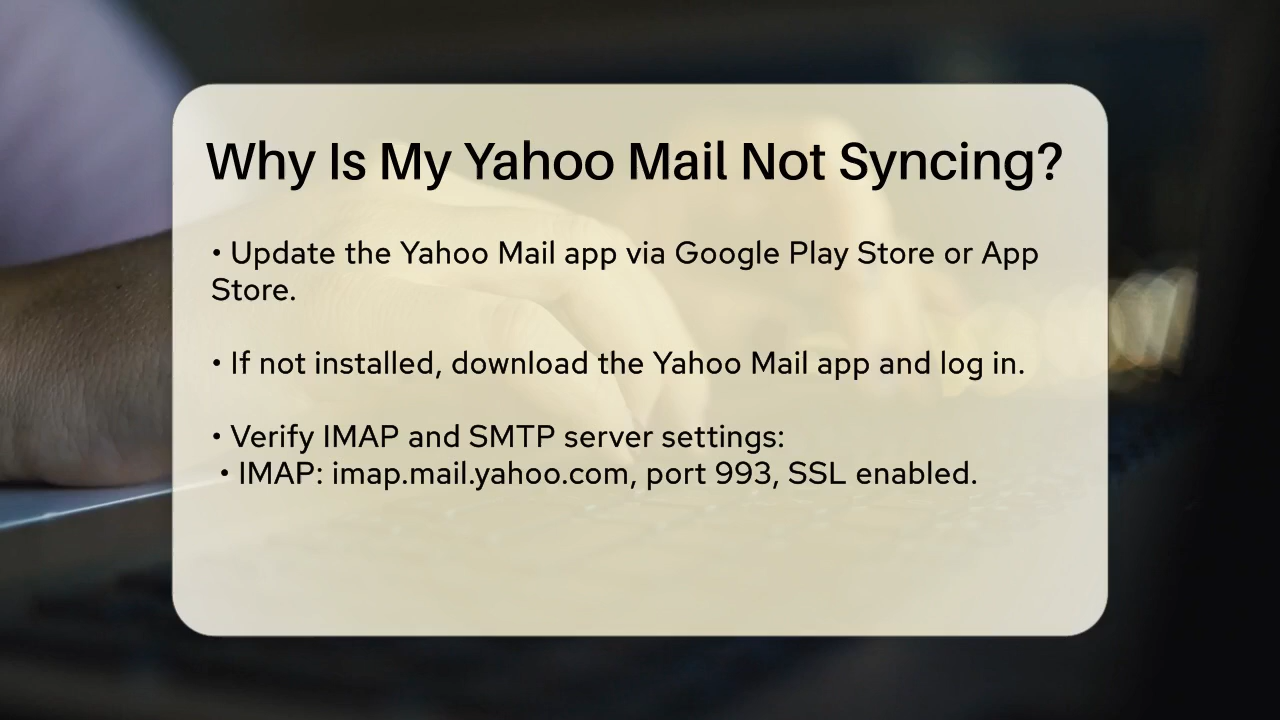 Why Is My Yahoo Mail Not Syncing?
• Update the Yahoo Mail app via Google Play Store or App
Store.
• If not installed, download the Yahoo Mail app and log in.
• Verify IMAP and SMTP server settings:
• IMAP: imap.mail.yahoo.com, port 993, SSL enabled.